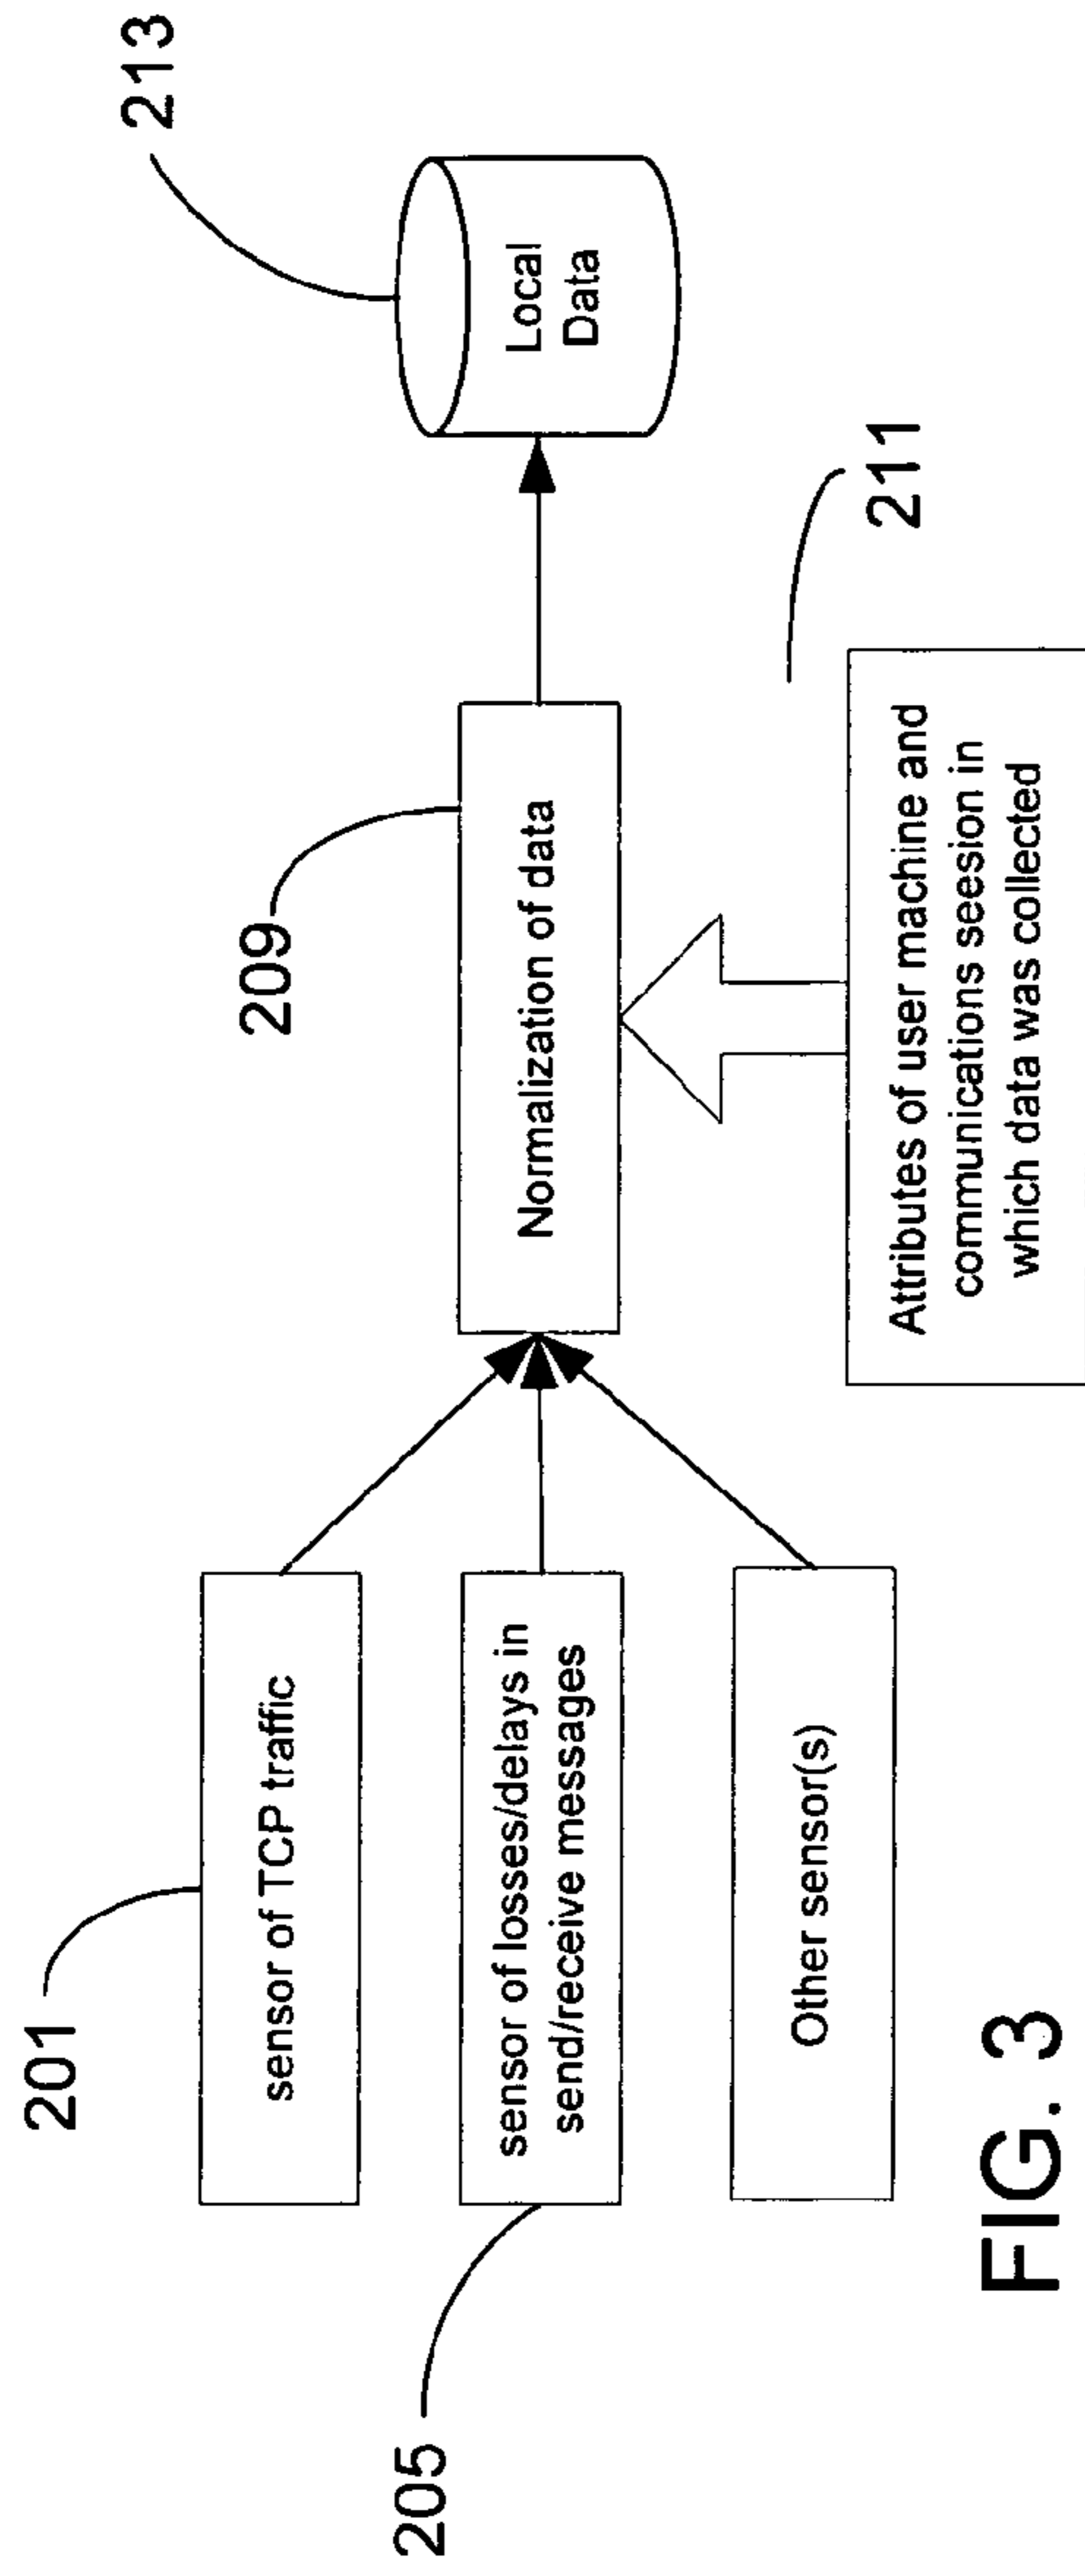 201
sensor of TCP traffic
205
sensor of losses/delays in
send/receive messages
Other sensor(s)
209
Normalization of data
211
Attributes of user machine and
communications seesion in
which data was collected
213
Local
Data
FIG. 3